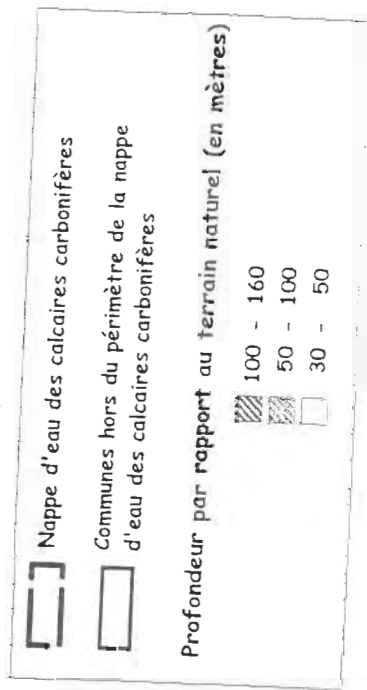 Nappe d'eau des calcaires carbonifères
Communes hors du périmètre de la nappe
d'eau des calcaires carbonifères
Profondeur par rapport au terrain naturel (en mètres)
100 - 160
50 - 100
30 - 50